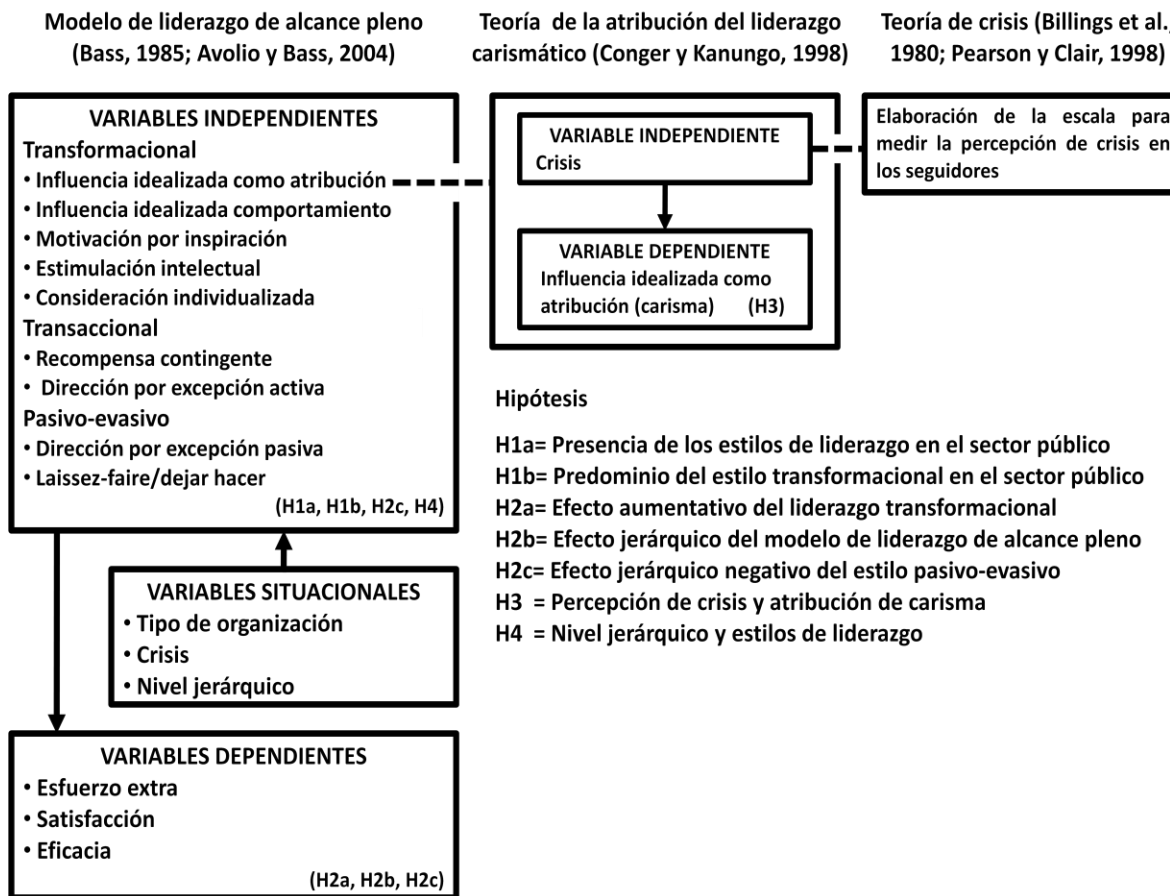 Modelo de liderazgo de alcance pleno
(Bass, 1985; Avolio y Bass, 2004)
Teoría de la atribución del liderazgo
carismático (Conger y Kanungo, 1998)
Teoría de crisis (Billings et al.,
1980; Pearson y Clair, 1998)
VARIABLES INDEPENDIENTES
Transformacional
• Influencia idealizada como atribución
• Influencia idealizada comportamiento
• Motivación por inspiración
• Estimulación intelectual
• Consideración individualizada
Transaccional
• Recompensa contingente
• Dirección por excepción activa
Pasivo-evasivo
• Dirección por excepción pasiva
• Laissez-faire/dejar hacer
(H1a, H1b, H2c, H4)
VARIABLES SITUACIONALES
• Tipo de organización
• Crisis
• Nivel jerárquico
VARIABLES DEPENDIENTES
• Esfuerzo extra
• Satisfacción
• Eficacia
(H2a, H2b, H2c)
VARIABLE INDEPENDIENTE
Crisis
VARIABLE DEPENDIENTE
Influencia idealizada como
atribución (carisma) (H3)
Elaboración de la escala para
medir la percepción de crisis en
los seguidores
Hipótesis
H1a= Presencia de los estilos de liderazgo en el sector público
H1b= Predominio del estilo transformacional en el sector público
H2a= Efecto aumentativo del liderazgo transformacional
H2b= Efecto jerárquico del modelo de liderazgo de alcance pleno
H2c= Efecto jerárquico negativo del estilo pasivo-evasivo
H3 = Percepción de crisis y atribución de carisma
H4 = Nivel jerárquico y estilos de liderazgo